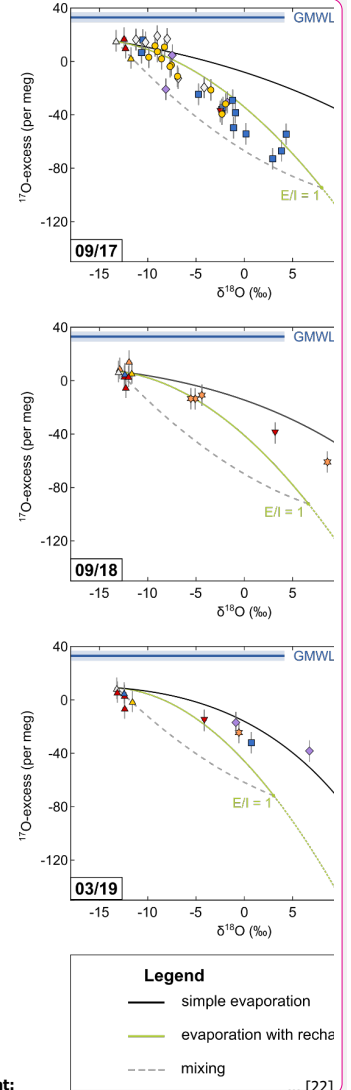 40
GMWL
0
-40
-80
-120
¹⁷O-excess (per meg)
E/I = 1
09/17
-15 -10 -5 0 5
δ¹⁸O (‰)
40
GMWL
0
-40
-80
-120
¹⁷O-excess (per meg)
E/I = 1
09/18
-15 -10 -5 0 5
δ¹⁸O (‰)
40
GMWL
0
-40
-80
-120
¹⁷O-excess (per meg)
E/I = 1
03/19
-15 -10 -5 0 5
δ¹⁸O (‰)
Legend
simple evaporation
evaporation with recha
mixing
nt:
[22]